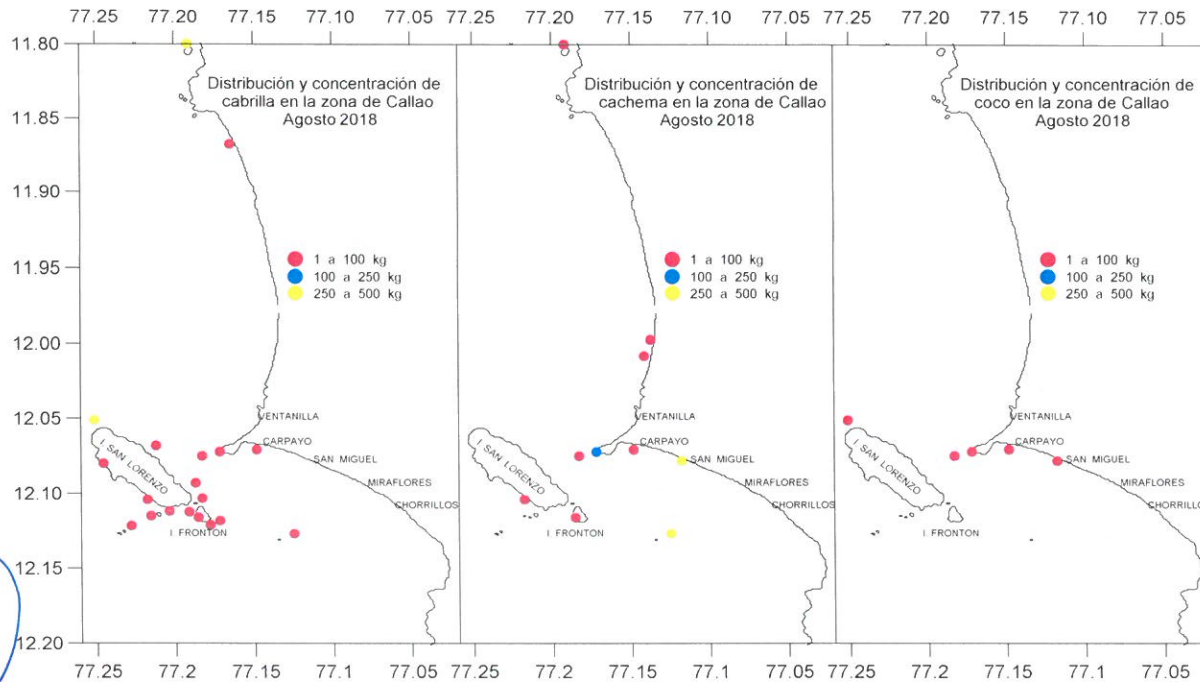 77.25 77.20 77.15 77.10 77.05 77.25 77.20 77.15 77.10 77.05 77.25 77.20 77.15 77.10 77.05
11.80
11.85
11.90
11.95
12.00
12.05
12.10
12.15
12.20
Distribución y concentración de
cabrilla en la zona de Callao
Agosto 2018
1 a 100 kg
100 a 250 kg
250 a 500 kg
VENTANILLA
CARPAYO
SAN MIGUEL
MIRAFLORES
CHORRILLOS
I. SAN LORENZO
I. FRONTON
Distribución y concentración de
cachema en la zona de Callao
Agosto 2018
1 a 100 kg
100 a 250 kg
250 a 500 kg
VENTANILLA
CARPAYO
SAN MIGUEL
MIRAFLORES
CHORRILLOS
I. SAN LORENZO
I. FRONTON
Distribución y concentración de
coco en la zona de Callao
Agosto 2018
1 a 100 kg
100 a 250 kg
250 a 500 kg
VENTANILLA
CARPAYO
SAN MIGUEL
MIRAFLORES
CHORRILLO
I. SAN LORENZO
I. FRONTON
77.25 77.2 77.15 77.1 77.05 77.25 77.2 77.15 77.1 77.05 77.25 77.2 77.15 77.1 77.05